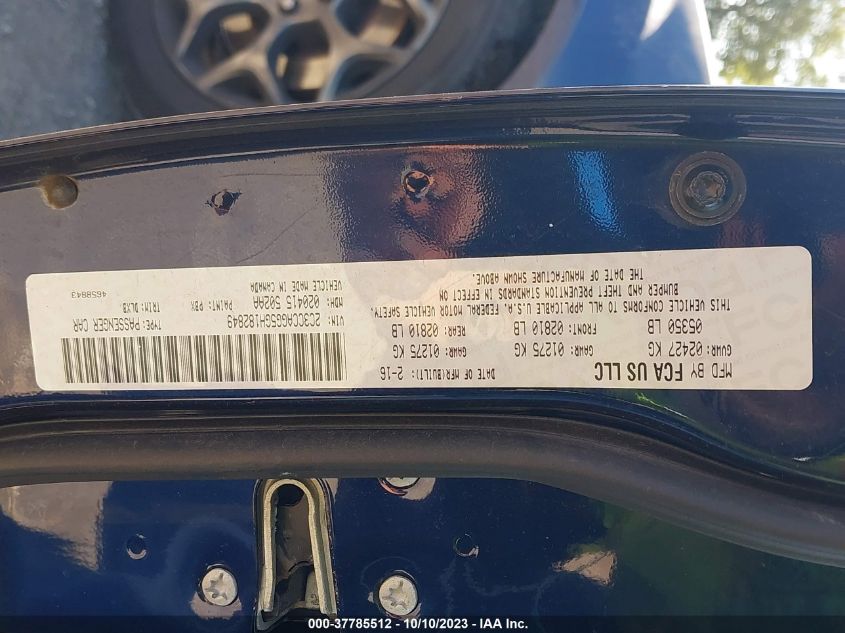 MFD BY FCA US LLC
DATE OF MFR(BUILT): 2-16
GVWR: 02427 KG
GAWR: 01275 KG
GAWR: 01275 KG
05350 LB
FRONT: 02810 LB
REAR: 02810 LB
THIS VEHICLE CONFORMS TO ALL APPLICABLE U.S.A. FEDERAL MOTOR VEHICLE SAFETY,
BUMPER AND THEFT PREVENTION STANDARDS IN EFFECT ON
THE DATE OF MANUFACTURE SHOWN ABOVE.
VIN: 2C3CCAGG5GH182849
TYPE: PASSENGER CAR
MDH: 020415 502AA
PAINT: PBX
TRIM: DLX9
VEHICLE MADE IN CANADA
4658843
000-37785512 - 10/10/2023 - IAA Inc.